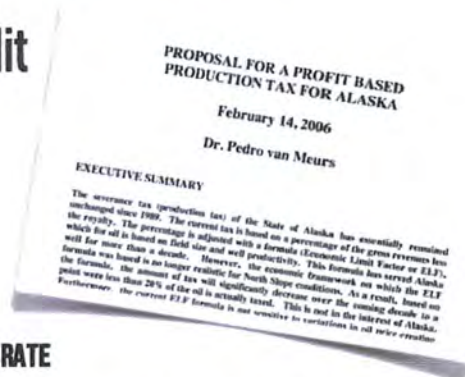 lit
PROPOSAL FOR A PROFIT BASED
PRODUCTION TAX FOR ALASKA
February 14, 2006
Dr. Pedro van Meurs
EXECUTIVE SUMMARY
The severance tax (production tax) of the State of Alaska has essentially remained
unchanged since 1989. The current tax is based on a percentage of the gross revenues less
the royalty. The percentage is adjusted with a formula (Economic Limit Factor or ELF),
which for oil is based on field size and well productivity. This formula has served Alaska
well for more than a decade. However, the economic framework on which the ELF
formula was based is no longer realistic for North Slope conditions. As a result, based on
the formula, the amount of tax will significantly decrease over the coming decade to a
point were less than 20% of the oil is actually taxed. This is not in the interest of Alaska.
Furthermore, the current ELF formula is not sensitive to variations in oil price creating
RATE